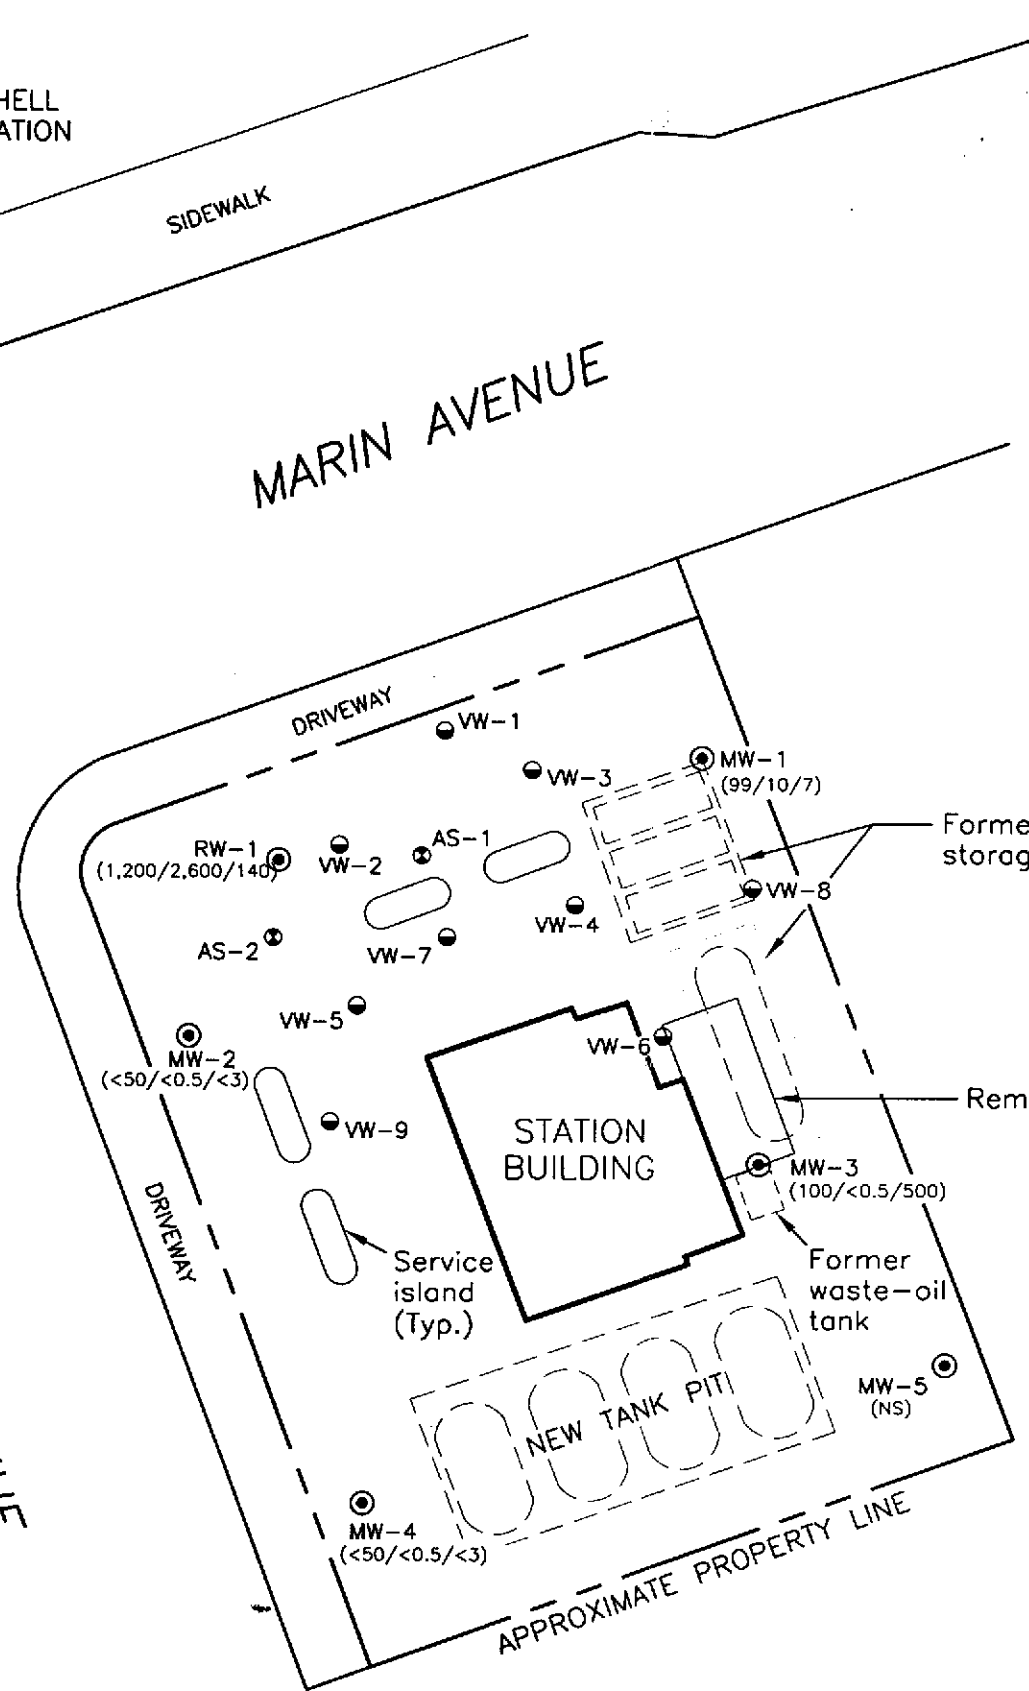 HELL
ATION
SIDEWALK
MARIN AVENUE
DRIVEWAY
VW-1
VW-3
MW-1
(99/10/7)
RW-1
(1,200/2,600/140)
VW-2
AS-1
Forme
storag
VW-8
VW-4
AS-2
VW-7
VW-5
VW-6
MW-2
(<50/<0.5/<3)
Rem
VW-9
STATION
BUILDING
MW-3
(100/<0.5/500)
DRIVEWAY
Service
island
(Typ.)
Former
waste-oil
tank
NEW TANK PIT
MW-5
(NS)
MW-4
(<50/<0.5/<3)
APPROXIMATE PROPERTY LINE